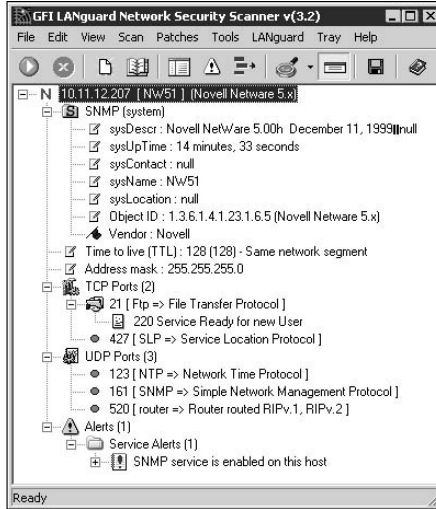 GFI LANguard Network Security Scanner v(3.2)
File Edit View Scan Patches Tools LANguard Tray Help
N 10.11.12.207 [ NW51 ] (Novell Netware 5.x)
SNMP (system)
sysDescr : Novell NetWare 5.00h December 11, 1999||null
sysUpTime : 14 minutes, 33 seconds
sysContact : null
sysName : NW51
sysLocation : null
Object ID : 1.3.6.1.4.1.23.1.6.5 (Novell Netware 5.x)
Vendor : Novell
Time to live (TTL) : 128 (128) - Same network segment
Address mask : 255.255.255.0
TCP Ports (2)
21 [ Ftp => File Transfer Protocol ]
220 Service Ready for new User
427 [ SLP => Service Location Protocol ]
UDP Ports (3)
123 [ NTP => Network Time Protocol ]
161 [ SNMP => Simple Network Management Protocol ]
520 [ router => Router routed RIPv.1, RIPv.2 ]
Alerts (1)
Service Alerts (1)
SNMP service is enabled on this host
Ready